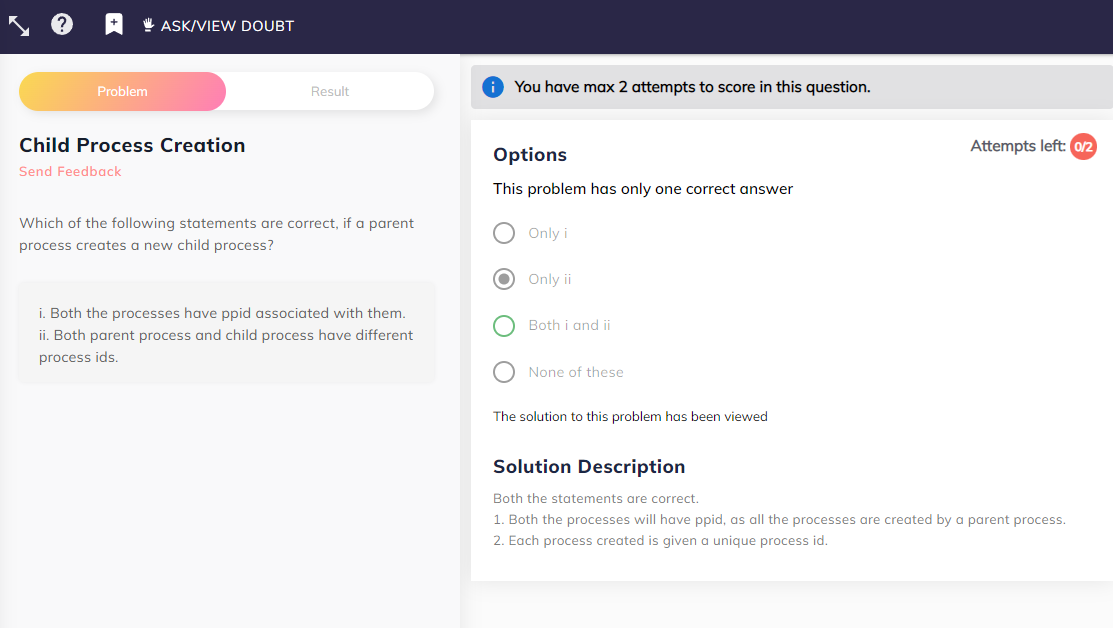 ASK/VIEW DOUBT
Problem
Result
Child Process Creation
Send Feedback
Which of the following statements are correct, if a parent
process creates a new child process?
i. Both the processes have ppid associated with them.
ii. Both parent process and child process have different
process ids.
You have max 2 attempts to score in this question.
Attempts left: 0/2
Options
This problem has only one correct answer
Only i
Only ii
Both i and ii
None of these
The solution to this problem has been viewed
Solution Description
Both the statements are correct.
1. Both the processes will have ppid, as all the processes are created by a parent process.
2. Each process created is given a unique process id.